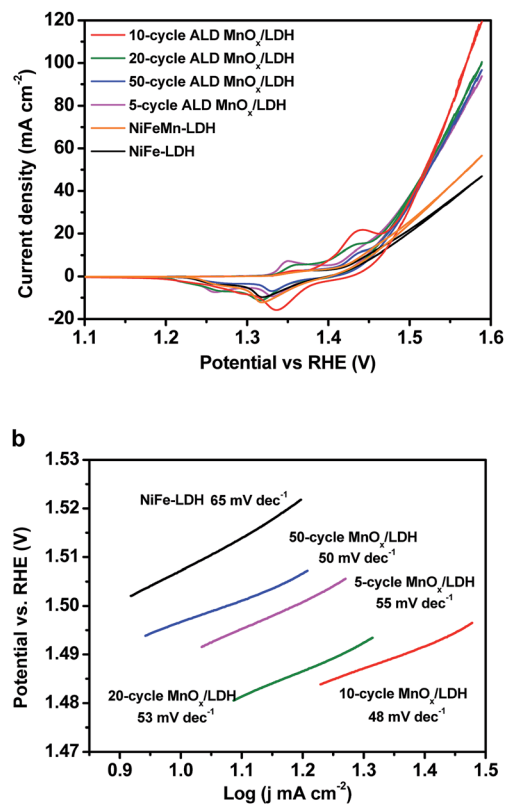 120
100
80
60
40
20
0
-20
Current density (mA cm⁻²)
10-cycle ALD MnOₓ/LDH
20-cycle ALD MnOₓ/LDH
50-cycle ALD MnOₓ/LDH
5-cycle ALD MnOₓ/LDH
NiFeMn-LDH
NiFe-LDH
1.1 1.2 1.3 1.4 1.5 1.6
Potential vs RHE (V)
b
1.53
1.52
1.51
1.50
1.49
1.48
1.47
Potential vs. RHE (V)
NiFe-LDH 65 mV dec⁻¹
50-cycle MnOₓ/LDH
50 mV dec⁻¹
5-cycle MnOₓ/LDH
55 mV dec⁻¹
20-cycle MnOₓ/LDH
53 mV dec⁻¹
10-cycle MnOₓ/LDH
48 mV dec⁻¹
0.9 1.0 1.1 1.2 1.3 1.4 1.5
Log (j mA cm⁻²)